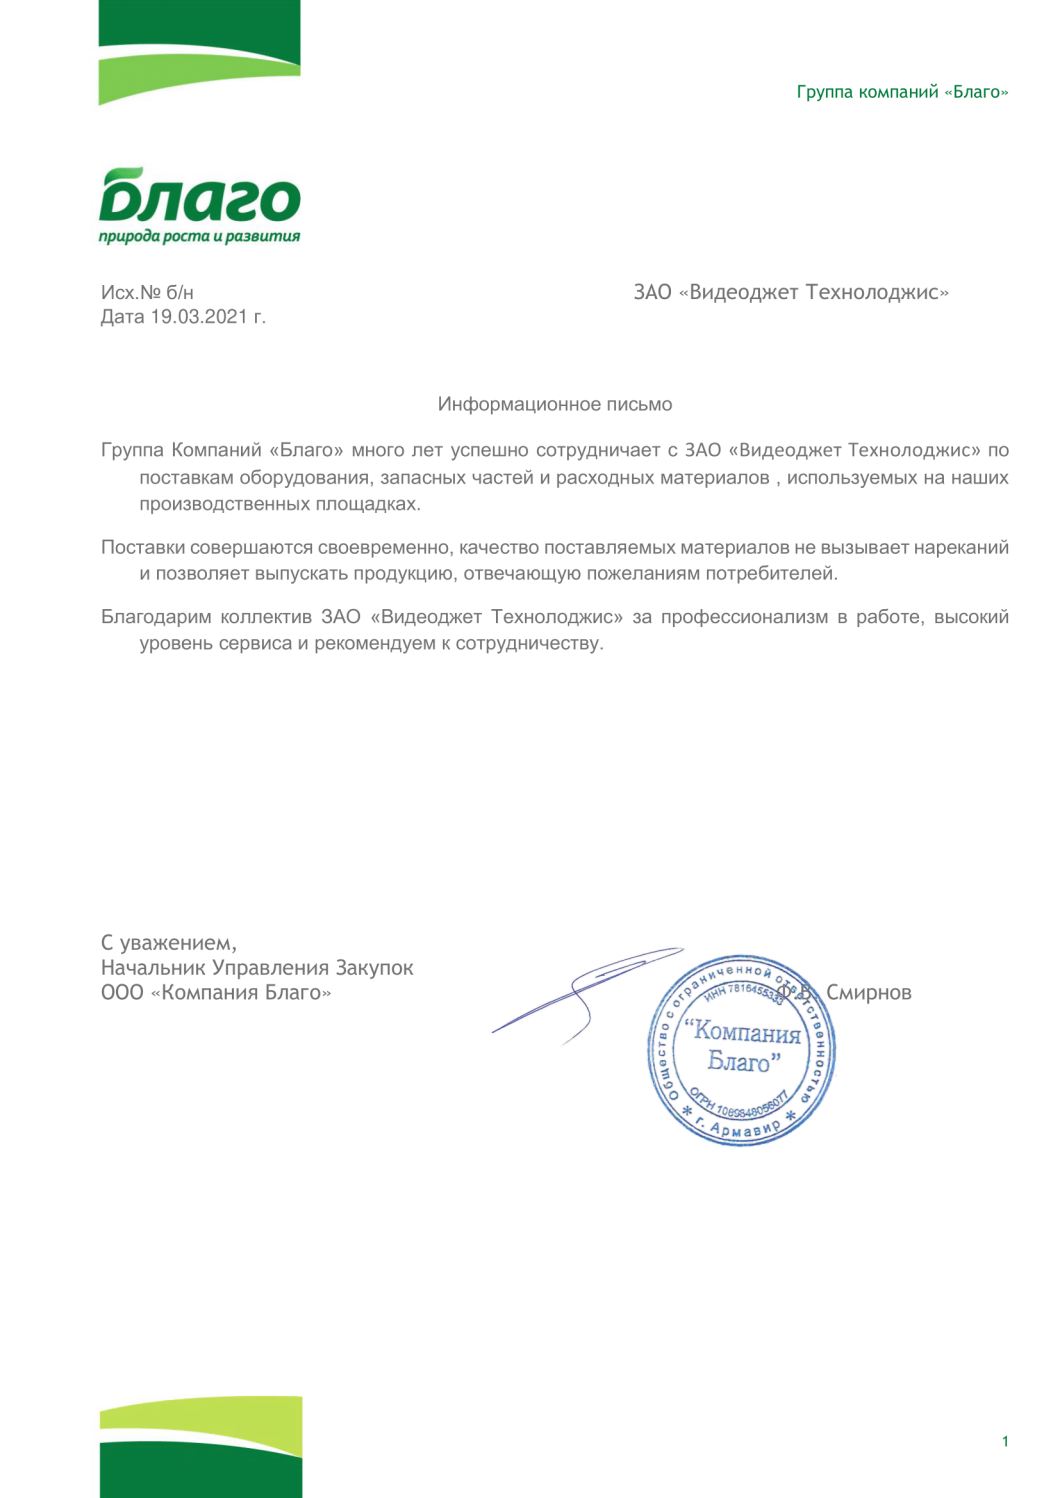 Группа компаний «Благо»
Благо
природа роста и развития
Исх.№ б/н
ЗАО «Видеоджет Технолоджис»
Дата 19.03.2021 г.
Информационное письмо
Группа Компаний «Благо» много лет успешно сотрудничает с ЗАО «Видеоджет Технолоджис» по
поставкам оборудования, запасных частей и расходных материалов , используемых на наших
производственных площадках.
Поставки совершаются своевременно, качество поставляемых материалов не вызывает нареканий
и позволяет выпускать продукцию, отвечающую пожеланиям потребителей.
Благодарим коллектив ЗАО «Видеоджет Технолоджис» за профессионализм в работе, высокий
уровень сервиса и рекомендуем к сотрудничеству.
С уважением,
Начальник Управления Закупок
ООО «Компания Благо»
Ф.В. Смирнов
Общество с ограниченной ответственностью
ИНН 7816455333
"Компания
Благо"
ОГРН 1089848056077
* г. Армавир *
1